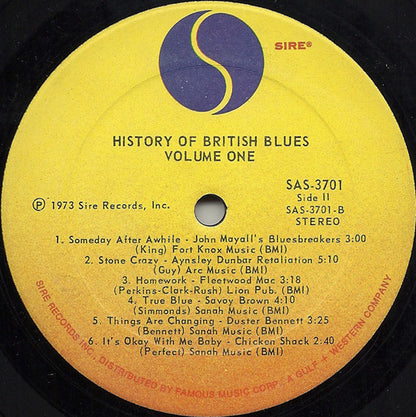 SIRE®
HISTORY OF BRITISH BLUES
VOLUME ONE
SAS-3701
Ⓟ 1973 Sire Records, Inc.
Side II
SAS-3701-B
STEREO
1. Someday After Awhile - John Mayall's Bluesbreakers 3:00
(King) Fort Knox Music (BMI)
2. Stone Crazy - Aynsley Dunbar Retaliation 5:10
(Guy) Arc Music (BMI)
3. Homework - Fleetwood Mac 3:18
(Perkins-Clark-Rush) Lion Pub. (BMI)
4. True Blue - Savoy Brown 4:10
(Simmonds) Sanah Music (BMI)
5. Things Are Changing - Duster Bennett 3:25
(Bennett) Sanah Music (BMI)
6. It's Okay With Me Baby - Chicken Shack 2:40
(Perfect) Sanah Music (BMI)
SIRE RECORDS INC., DISTRIBUTED BY FAMOUS MUSIC CORP. A GULF + WESTERN COMPANY